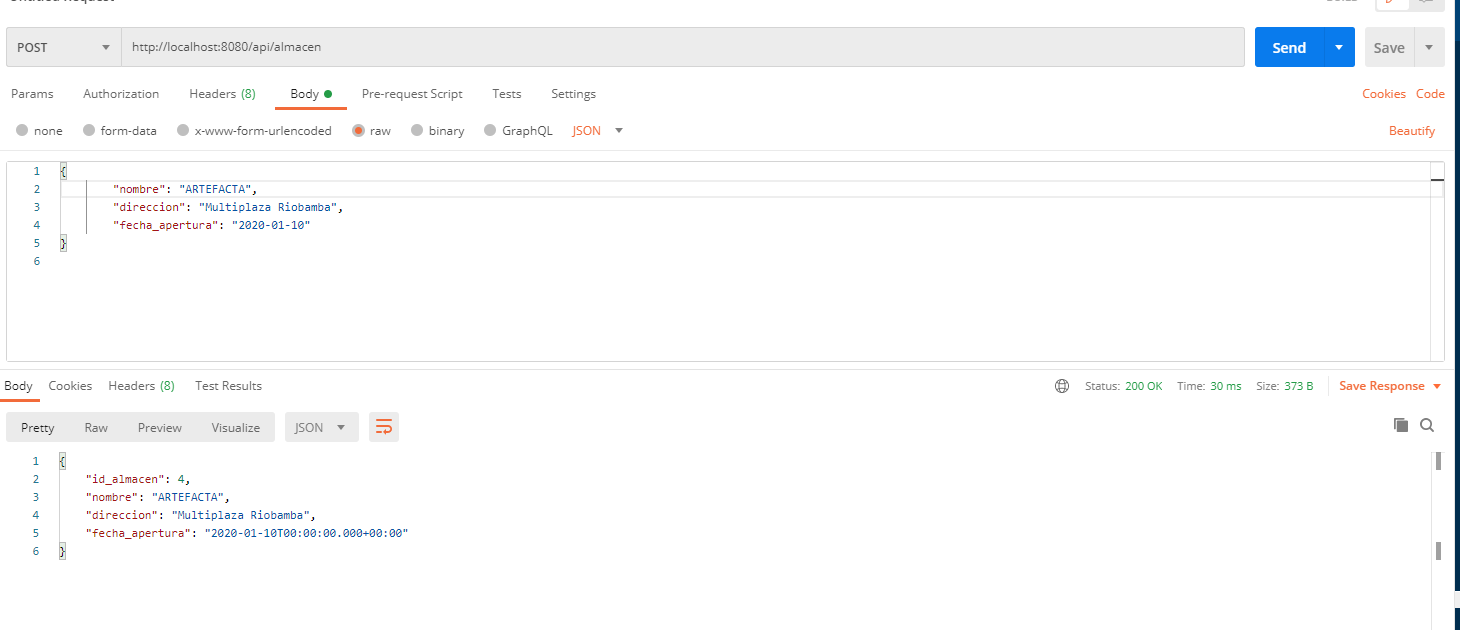 POST http://localhost:8080/api/almacen Send Save
Params Authorization Headers (8) Body Pre-request Script Tests Settings Cookies Code
none form-data x-www-form-urlencoded raw binary GraphQL JSON Beautify
1 {
2 "nombre": "ARTEFACTA",
3 "direccion": "Multiplaza Riobamba",
4 "fecha_apertura": "2020-01-10"
5 }
6
Body Cookies Headers (8) Test Results Status: 200 OK Time: 30 ms Size: 373 B Save Response
Pretty Raw Preview Visualize JSON
1 {
2 "id_almacen": 4,
3 "nombre": "ARTEFACTA",
4 "direccion": "Multiplaza Riobamba",
5 "fecha_apertura": "2020-01-10T00:00:00.000+00:00"
6 }